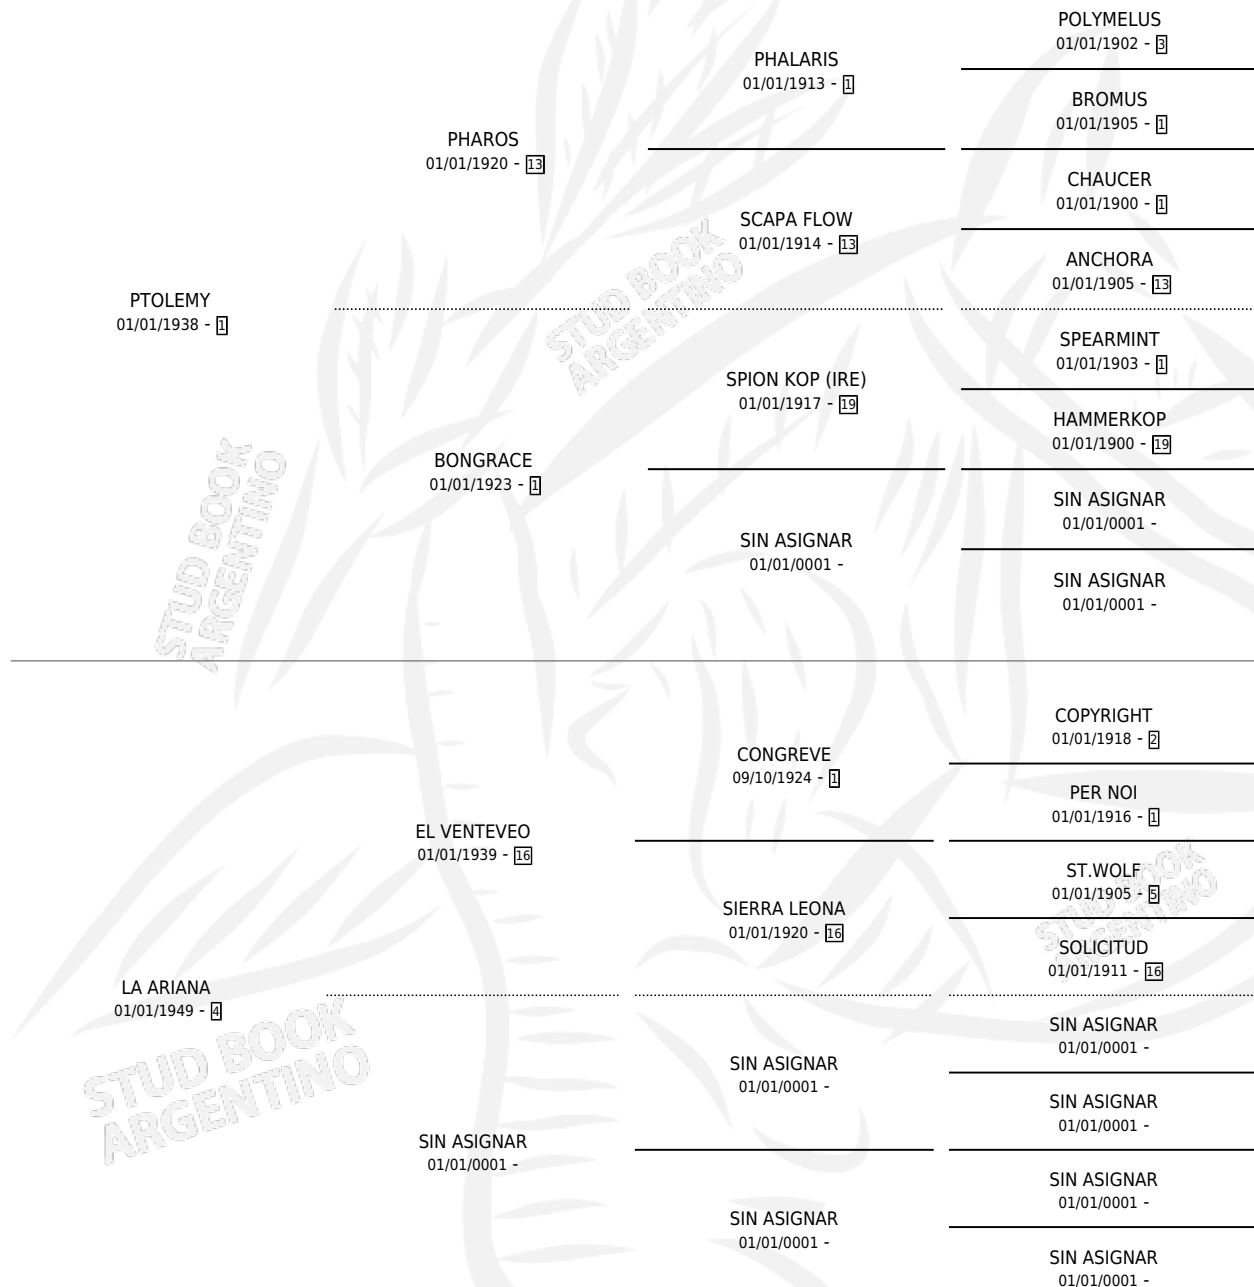 POLYMELUS
01/01/1902 - 3
PHALARIS
01/01/1913 - 1
BROMUS
01/01/1905 - 1
PHAROS
01/01/1920 - 13
CHAUCER
01/01/1900 - 1
SCAPA FLOW
01/01/1914 - 13
ANCHORA
01/01/1905 - 13
PTOLEMY
01/01/1938 - 1
STUD BOOK
ARGENTINO
SPEARMINT
01/01/1903 - 1
SPION KOP (IRE)
01/01/1917 - 19
HAMMERKOP
01/01/1900 - 19
BONGRACE
01/01/1923 - 1
SIN ASIGNAR
01/01/0001 -
SIN ASIGNAR
01/01/0001 -
SIN ASIGNAR
01/01/0001 -
STUD BOOK
ARGENTINO
COPYRIGHT
01/01/1918 - 2
CONGREVE
09/10/1924 - 1
PER NOI
01/01/1916 - 1
EL VENTEVEO
01/01/1939 - 16
ST.WOLF
01/01/1905 - 5
SIERRA LEONA
01/01/1920 - 16
STUD BOOK
ARGENTINO
SOLICITUD
01/01/1911 - 16
LA ARIANA
01/01/1949 - 4
STUD BOOK
ARGENTINO
SIN ASIGNAR
01/01/0001 -
SIN ASIGNAR
01/01/0001 -
SIN ASIGNAR
01/01/0001 -
SIN ASIGNAR
01/01/0001 -
SIN ASIGNAR
01/01/0001 -
SIN ASIGNAR
01/01/0001 -
SIN ASIGNAR
01/01/0001 -